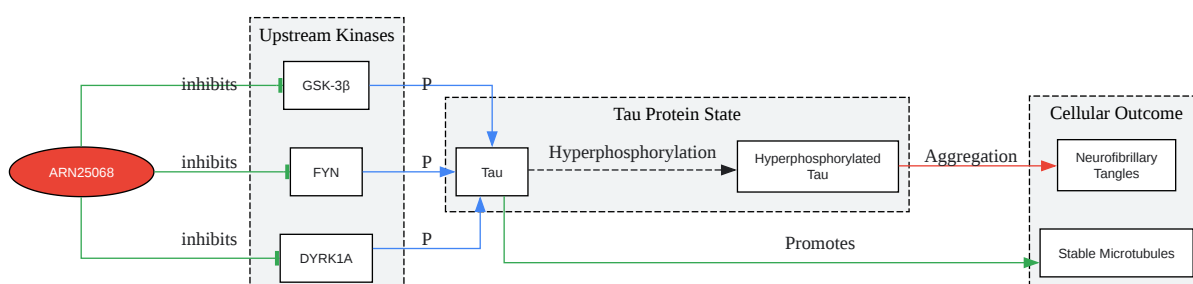 Upstream Kinases
inhibits
GSK-3β
P
Tau Protein State
Cellular Outcome
ARN25068
inhibits
FYN
P
Tau
Hyperphosphorylation
Hyperphosphorylated
Tau
Aggregation
Neurofibrillary
Tangles
inhibits
DYRK1A
P
Promotes
Stable Microtubules